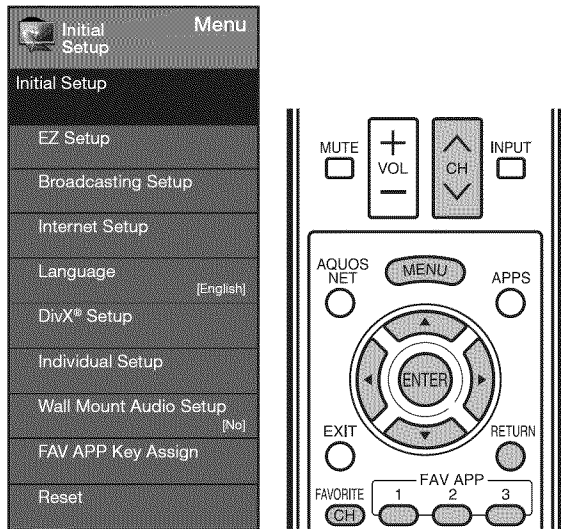 Initial Setup
Menu
Initial Setup
EZ Setup
Broadcasting Setup
Internet Setup
Language
[English]
DivX® Setup
Individual Setup
Wall Mount Audio Setup
[No]
FAV APP Key Assign
Reset
MUTE
+
VOL
−
CH
INPUT
AQUOS NET
MENU
APPS
ENTER
EXIT
RETURN
FAVORITE CH
FAV APP
1 2 3